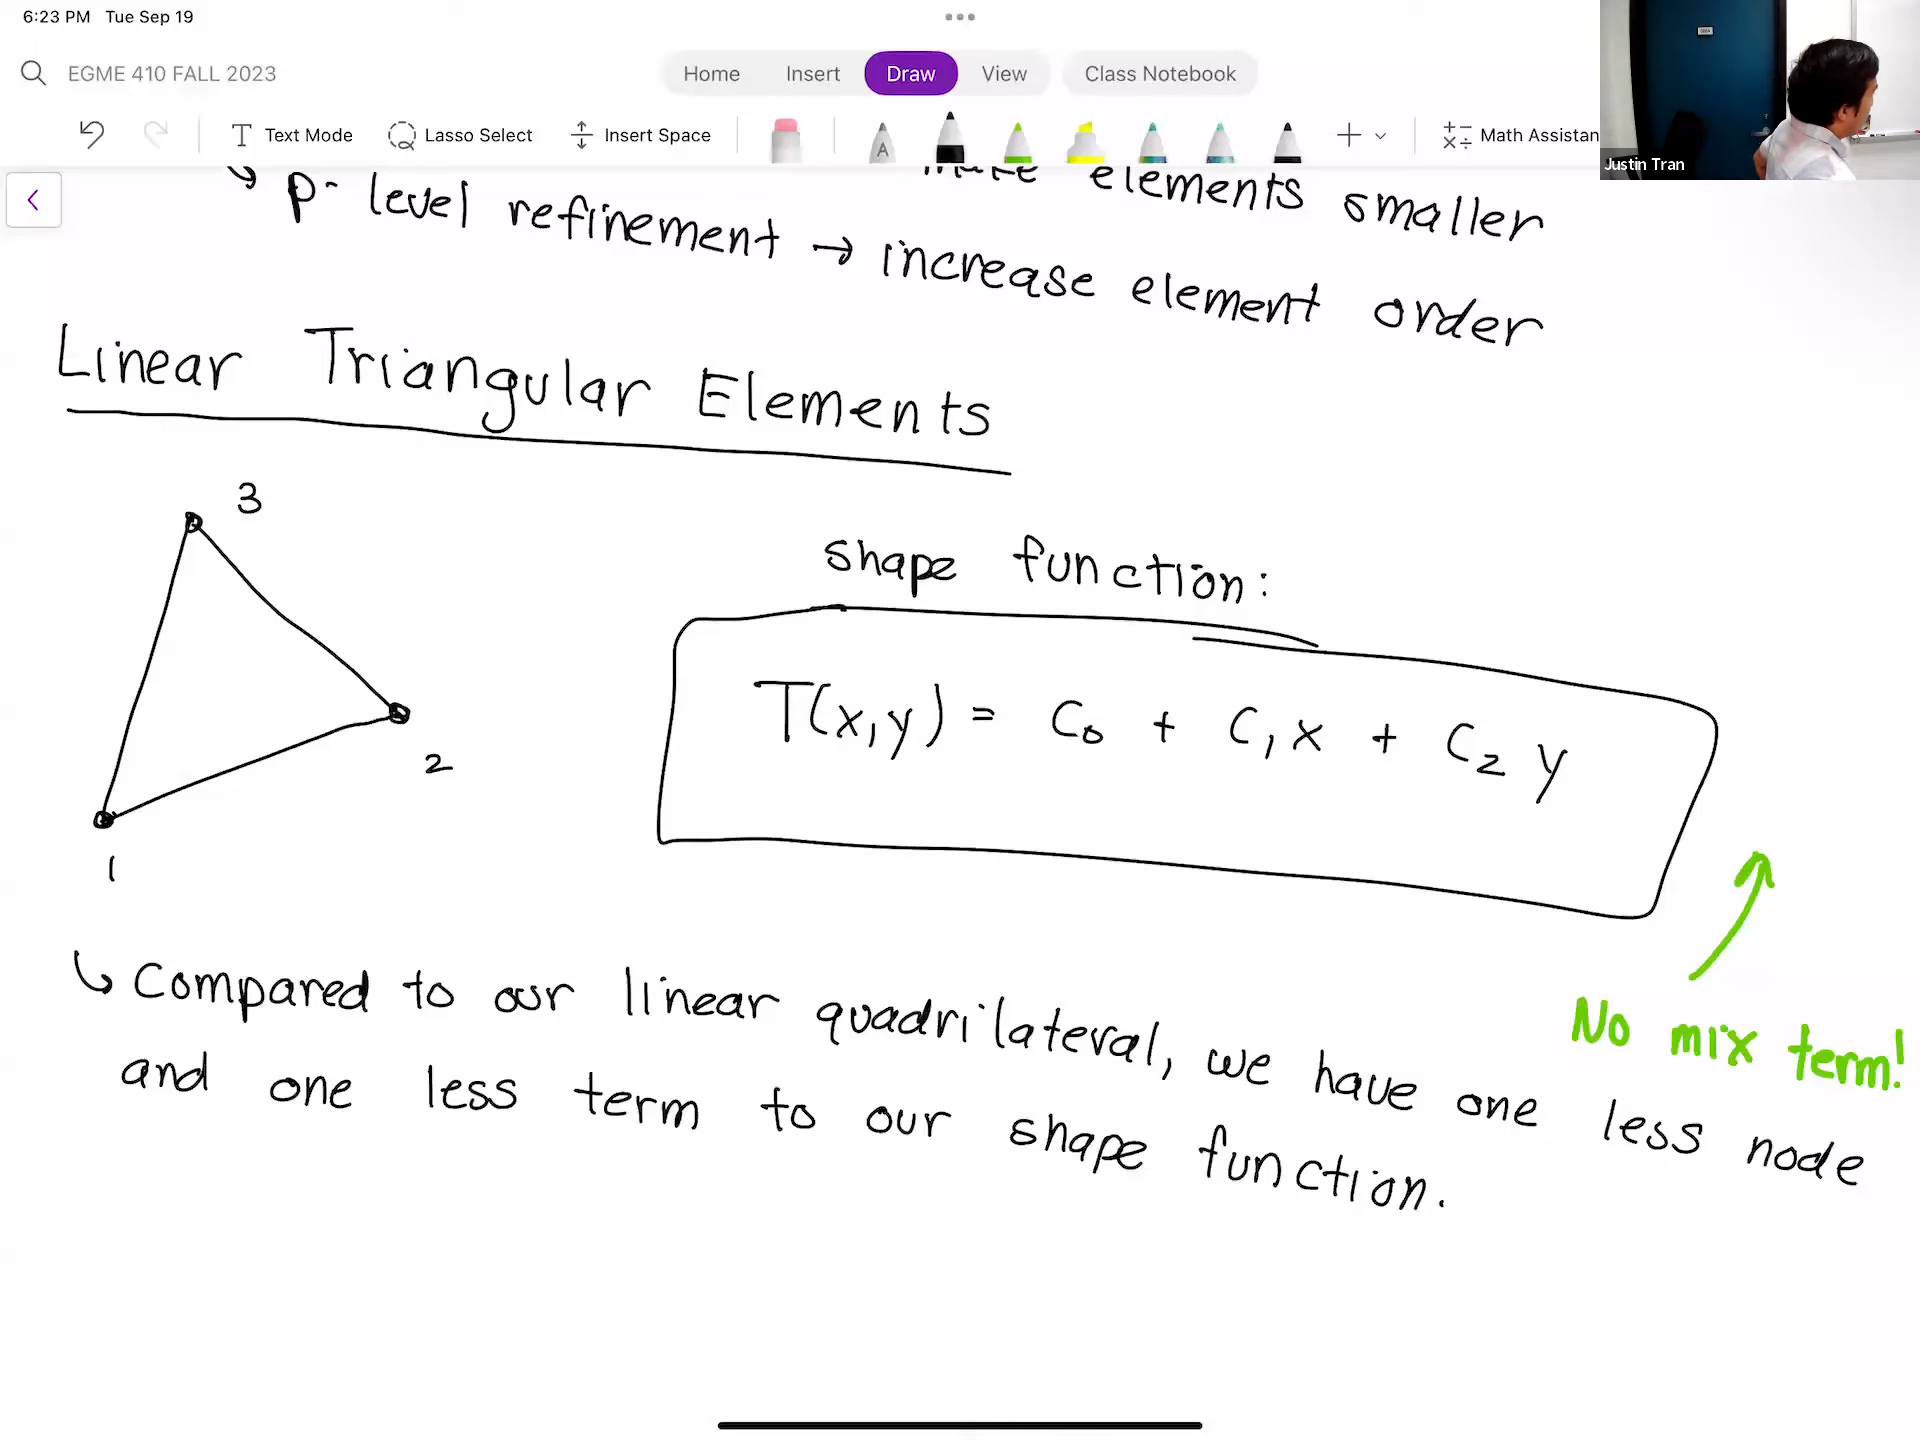 6:23 PM Tue Sep 19
EGME 410 FALL 2023
Home Insert Draw View Class Notebook
Text Mode Lasso Select Insert Space A Math Assistan
Justin Tran
make elements smaller
p- level refinement → increase element order
Linear Triangular Elements
3
2
1
shape function:
T(x,y) = C₀ + C₁x + C₂y
No mix term!
↳ Compared to our linear quadrilateral, we have one less node
and one less term to our shape function.